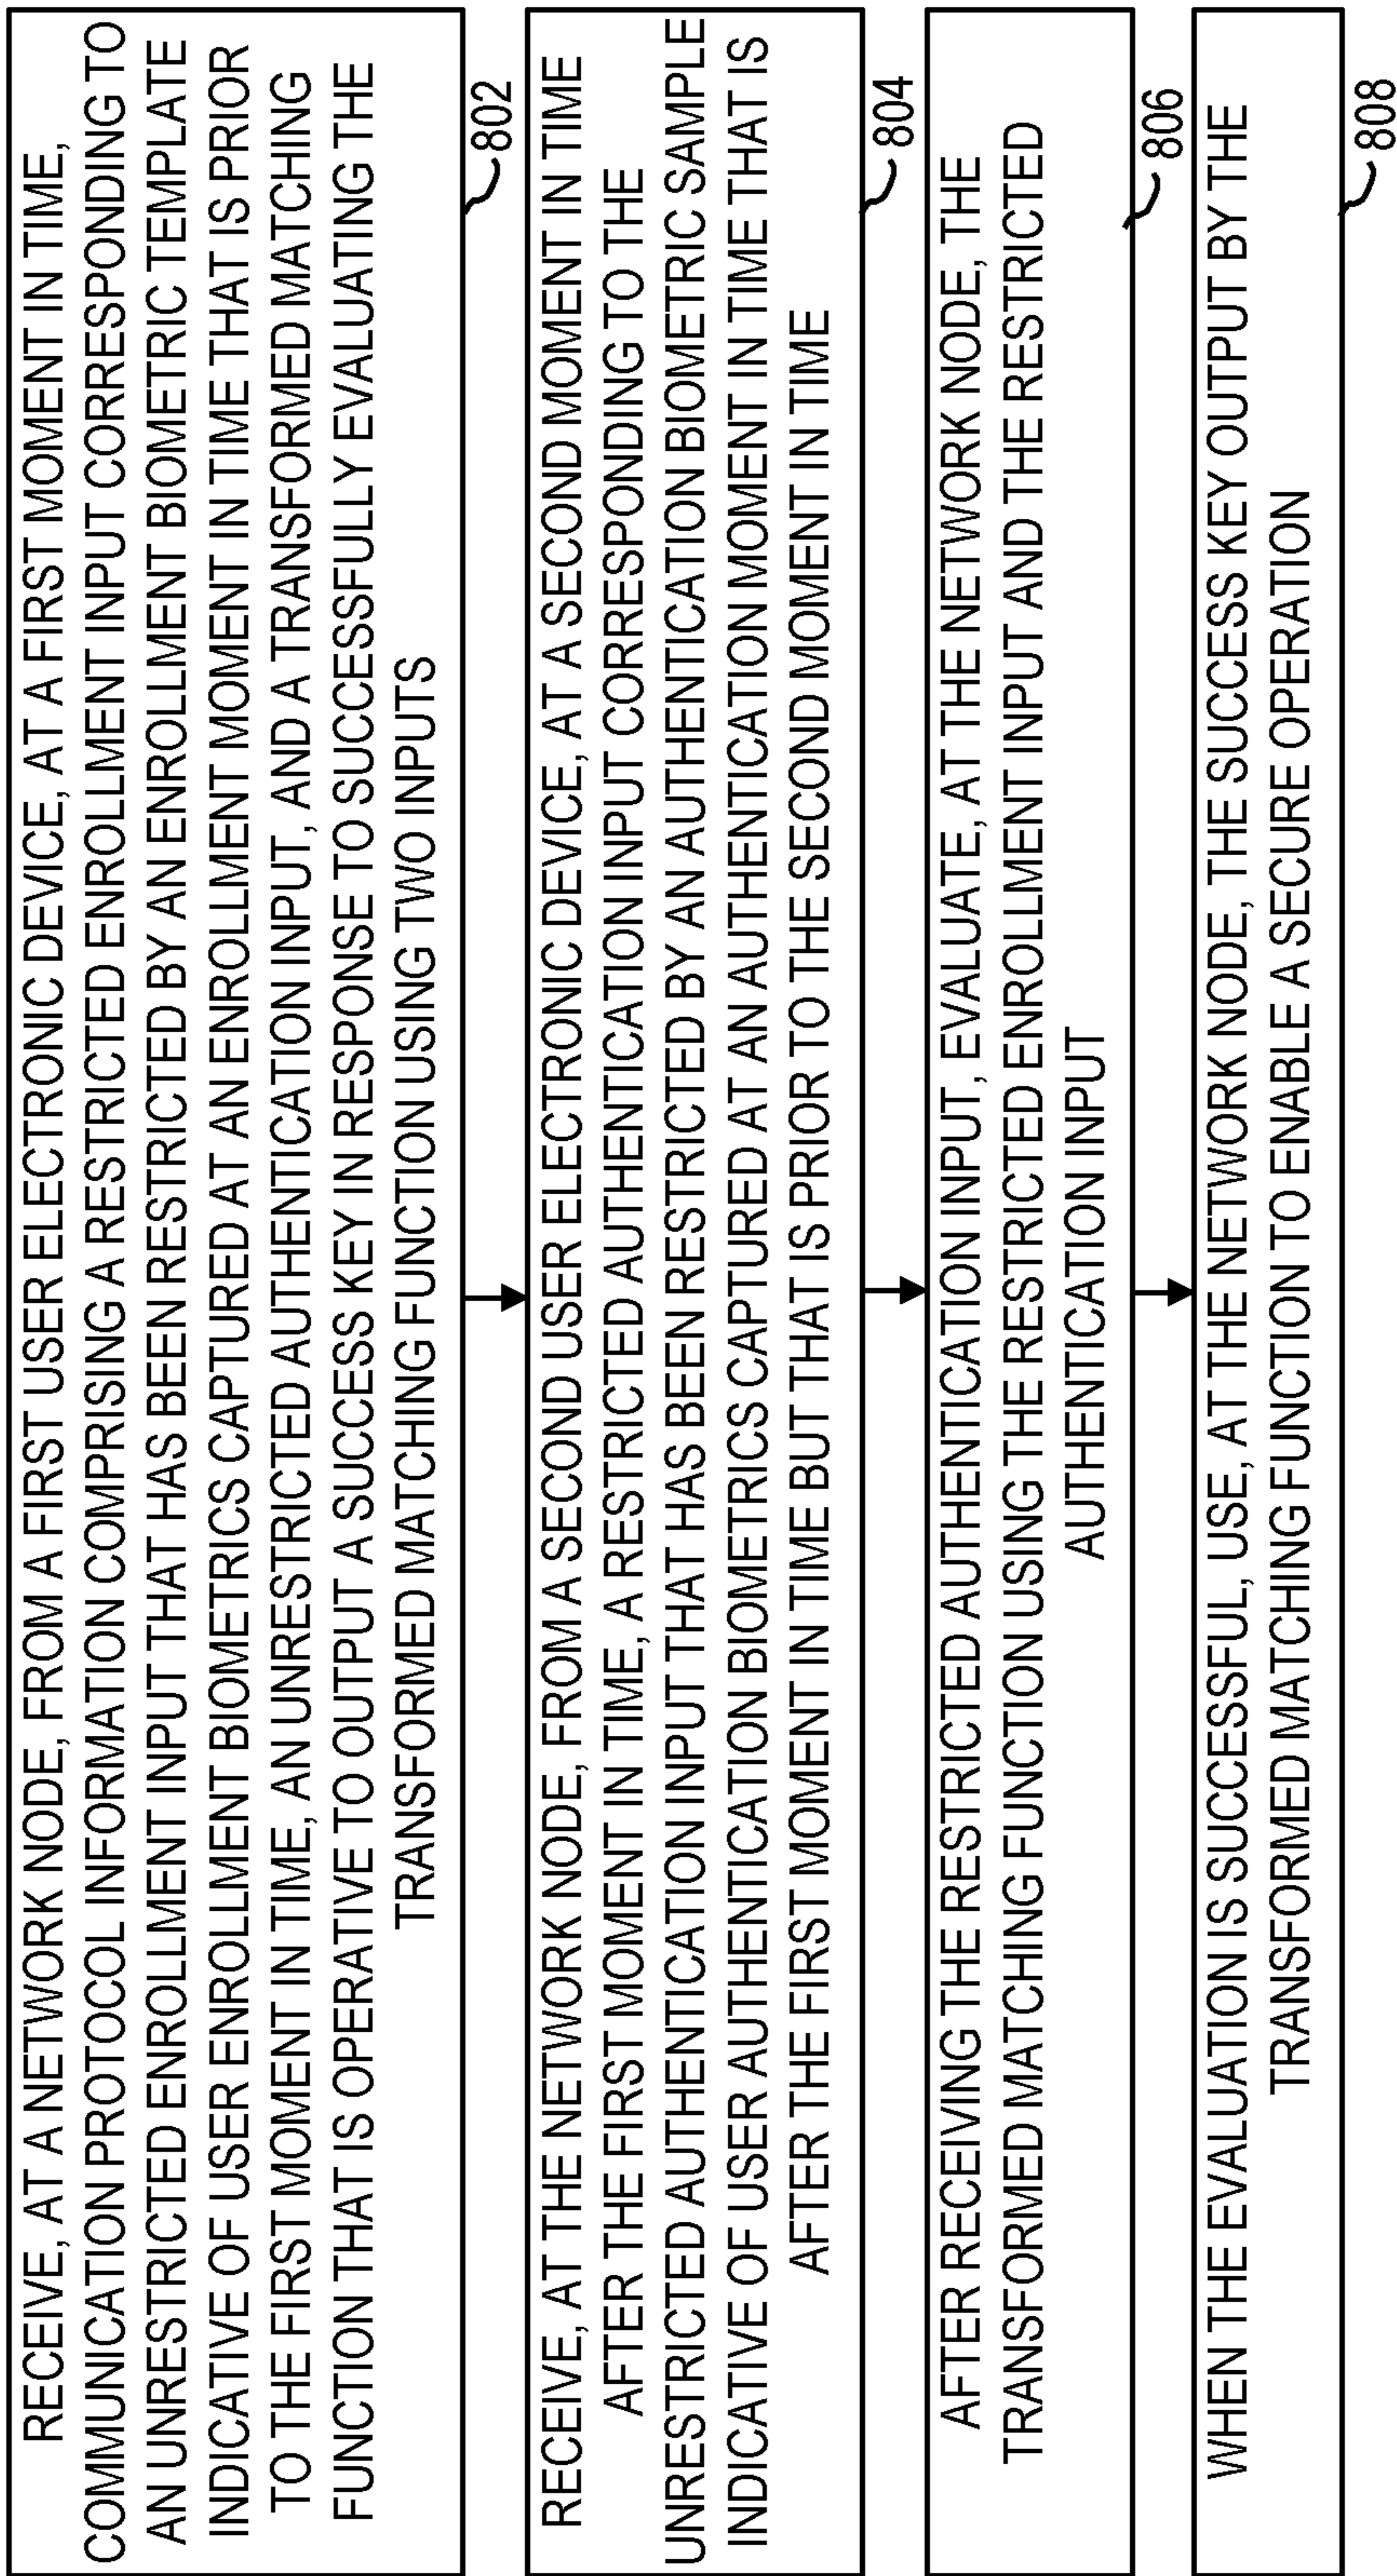 RECEIVE, AT A NETWORK NODE, FROM A FIRST USER ELECTRONIC DEVICE, AT A FIRST MOMENT IN TIME,
COMMUNICATION PROTOCOL INFORMATION COMPRISING A RESTRICTED ENROLLMENT INPUT CORRESPONDING TO
AN UNRESTRICTED ENROLLMENT INPUT THAT HAS BEEN RESTRICTED BY AN ENROLLMENT BIOMETRIC TEMPLATE
INDICATIVE OF USER ENROLLMENT BIOMETRICS CAPTURED AT AN ENROLLMENT MOMENT IN TIME THAT IS PRIOR
TO THE FIRST MOMENT IN TIME, AN UNRESTRICTED AUTHENTICATION INPUT, AND A TRANSFORMED MATCHING
FUNCTION THAT IS OPERATIVE TO OUTPUT A SUCCESS KEY IN RESPONSE TO SUCCESSFULLY EVALUATING THE
TRANSFORMED MATCHING FUNCTION USING TWO INPUTS
802
RECEIVE, AT THE NETWORK NODE, FROM A SECOND USER ELECTRONIC DEVICE, AT A SECOND MOMENT IN TIME
AFTER THE FIRST MOMENT IN TIME, A RESTRICTED AUTHENTICATION INPUT CORRESPONDING TO THE
UNRESTRICTED AUTHENTICATION INPUT THAT HAS BEEN RESTRICTED BY AN AUTHENTICATION BIOMETRIC SAMPLE
INDICATIVE OF USER AUTHENTICATION BIOMETRICS CAPTURED AT AN AUTHENTICATION MOMENT IN TIME THAT IS
AFTER THE FIRST MOMENT IN TIME BUT THAT IS PRIOR TO THE SECOND MOMENT IN TIME
804
AFTER RECEIVING THE RESTRICTED AUTHENTICATION INPUT, EVALUATE, AT THE NETWORK NODE, THE
TRANSFORMED MATCHING FUNCTION USING THE RESTRICTED ENROLLMENT INPUT AND THE RESTRICTED
AUTHENTICATION INPUT
806
WHEN THE EVALUATION IS SUCCESSFUL, USE, AT THE NETWORK NODE, THE SUCCESS KEY OUTPUT BY THE
TRANSFORMED MATCHING FUNCTION TO ENABLE A SECURE OPERATION
808